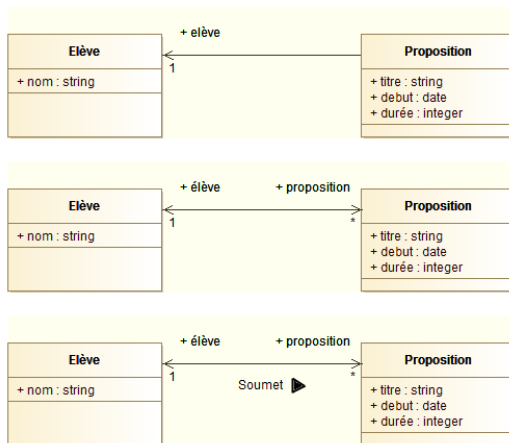 + elève
Elève
Proposition
1
+ nom : string
+ titre : string
+ debut : date
+ durée : integer
+ élève
+ proposition
Elève
Proposition
1
*
+ nom : string
+ titre : string
+ debut : date
+ durée : integer
+ élève
+ proposition
Elève
Proposition
1
*
Soumet
+ nom : string
+ titre : string
+ debut : date
+ durée : integer